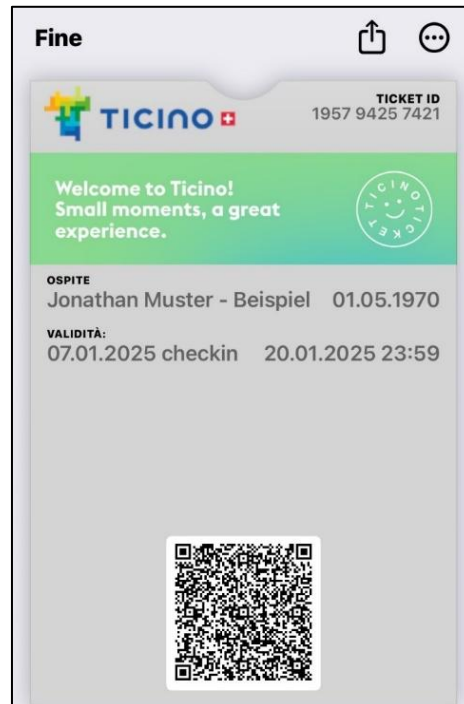 Fine
TICINO
TICKET ID
1957 9425 7421
Welcome to Ticino!
Small moments, a great
experience.
TICINO TICKET
OSPITE
Jonathan Muster - Beispiel 01.05.1970
VALIDITÀ:
07.01.2025 checkin 20.01.2025 23:59